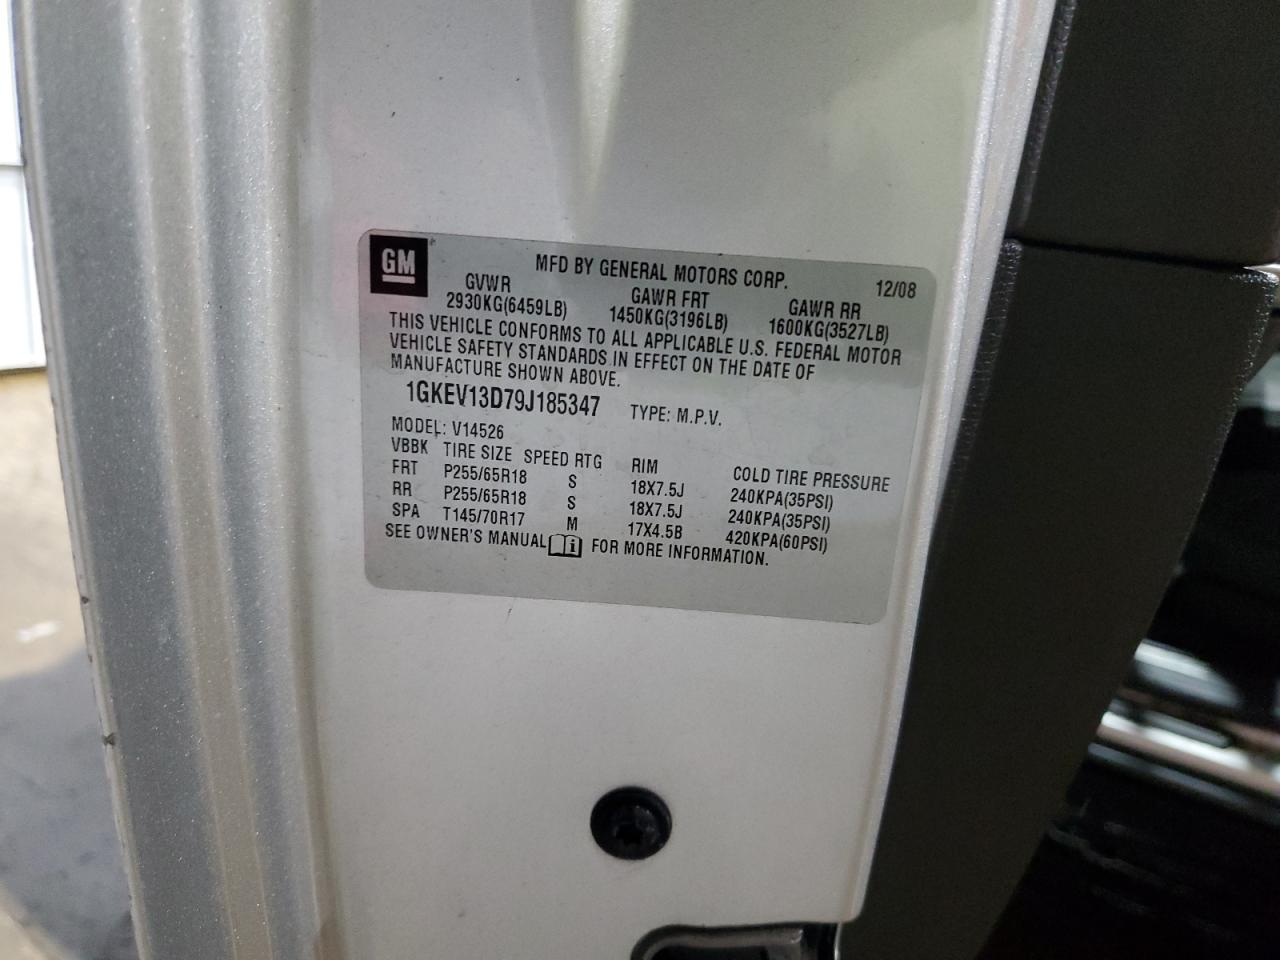 GM
MFD BY GENERAL MOTORS CORP. 12/08
GVWR GAWR FRT GAWR RR
2930KG(6459LB) 1450KG(3196LB) 1600KG(3527LB)
THIS VEHICLE CONFORMS TO ALL APPLICABLE U.S. FEDERAL MOTOR
VEHICLE SAFETY STANDARDS IN EFFECT ON THE DATE OF
MANUFACTURE SHOWN ABOVE.
1GKEV13D79J185347 TYPE: M.P.V.
MODEL: V14526
VBBK TIRE SIZE SPEED RTG RIM COLD TIRE PRESSURE
FRT P255/65R18 S 18X7.5J 240KPA(35PSI)
RR P255/65R18 S 18X7.5J 240KPA(35PSI)
SPA T145/70R17 M 17X4.5B 420KPA(60PSI)
SEE OWNER'S MANUAL i FOR MORE INFORMATION.